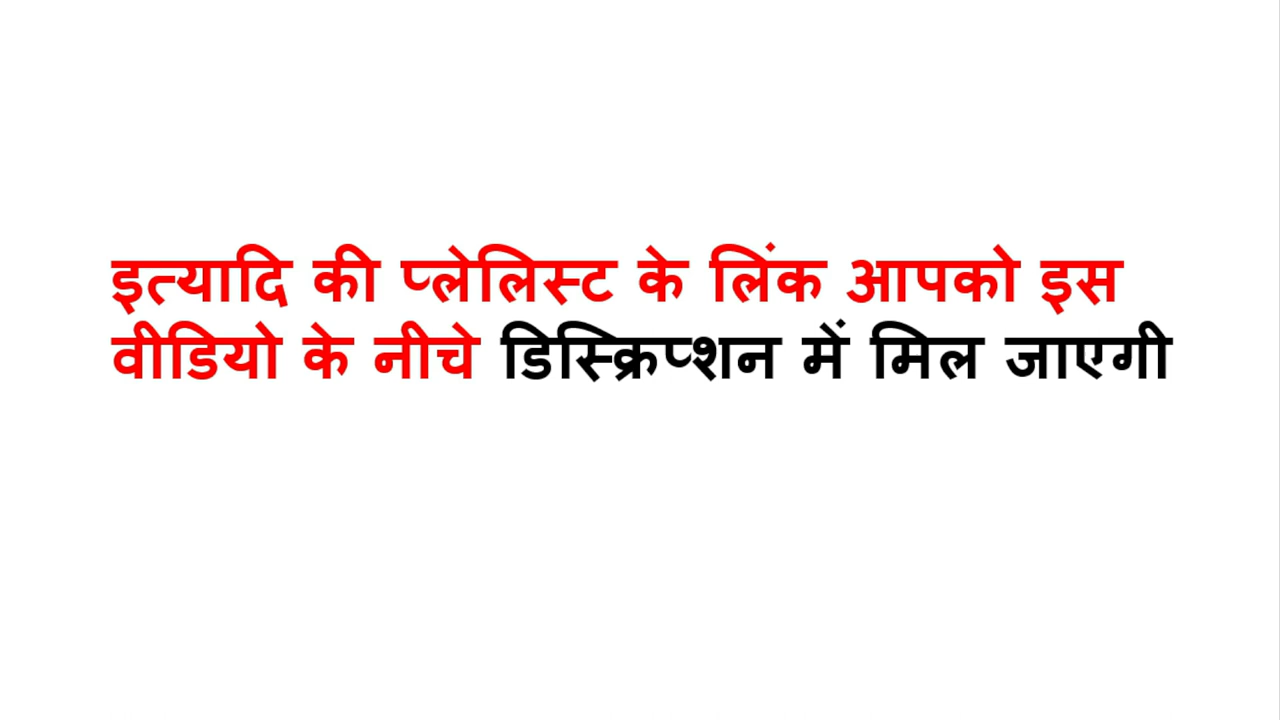 इत्यादि की प्लेलिस्ट के लिंक आपको इस
वीडियो के नीचे डिस्क्रिप्शन में मिल जाएगी